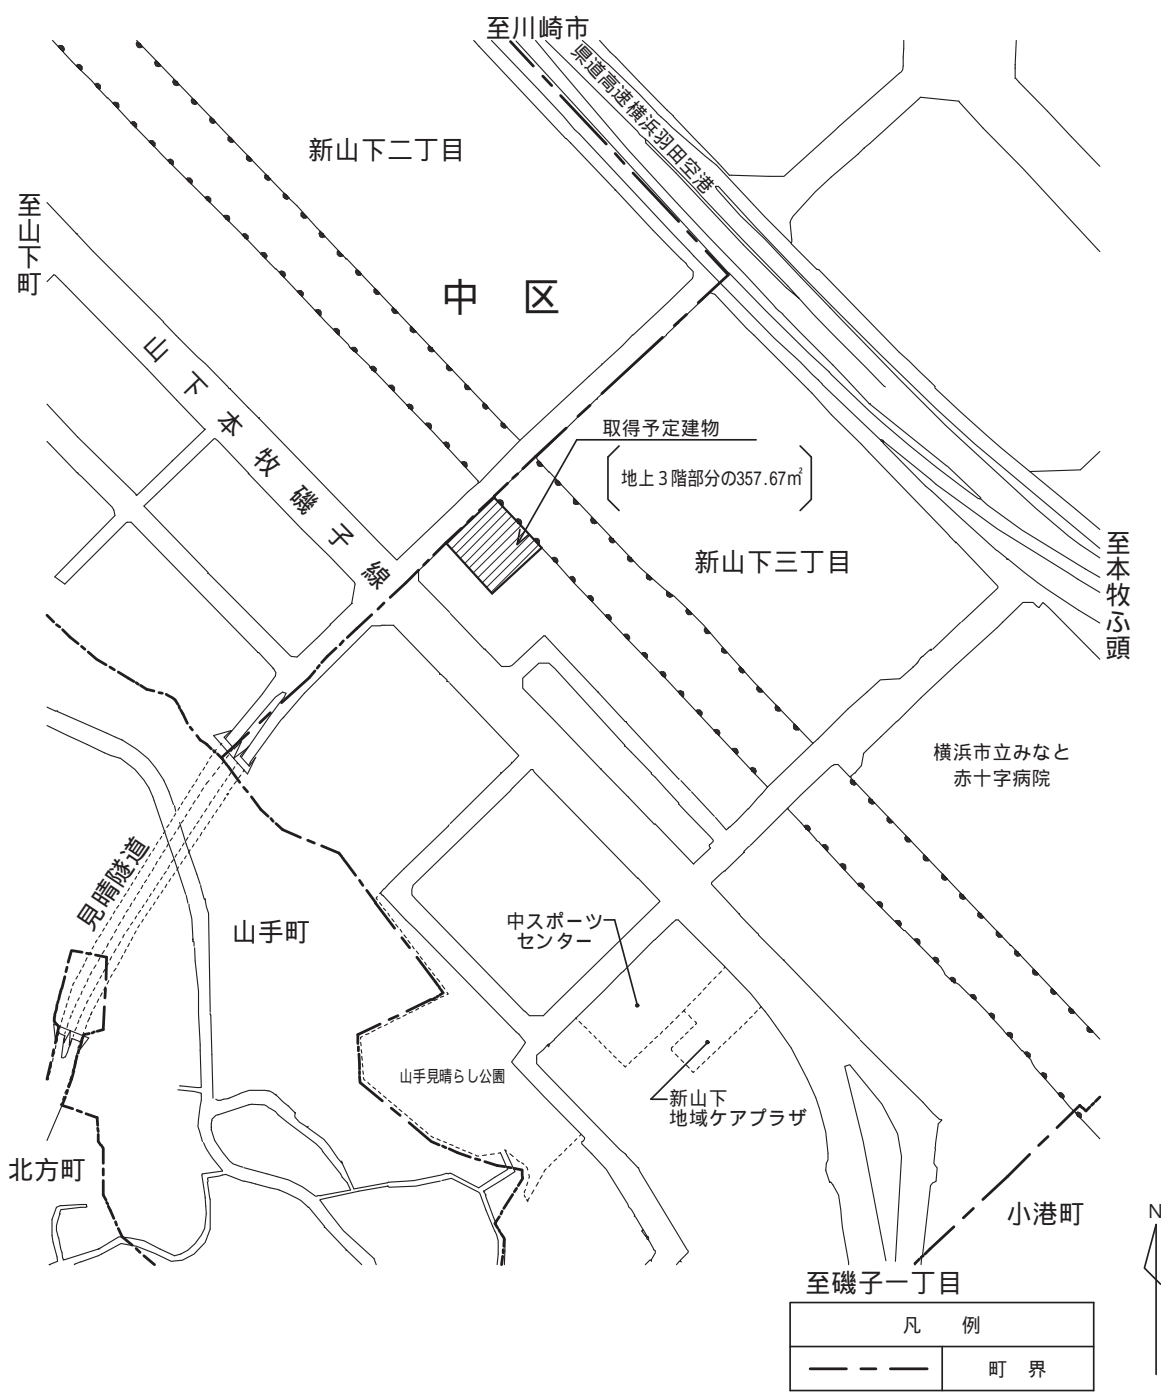 至川崎市
県道高速横浜羽田空港
新山下二丁目
至山下町
中 区
山下本牧磯子線
取得予定建物
地上3階部分の357.67㎡
新山下三丁目
至本牧ふ頭
横浜市立みなと
赤十字病院
見晴隧道
山手町
中スポーツ
センター
山手見晴らし公園
新山下
地域ケアプラザ
北方町
小港町
N
至磯子一丁目
凡 例
町 界